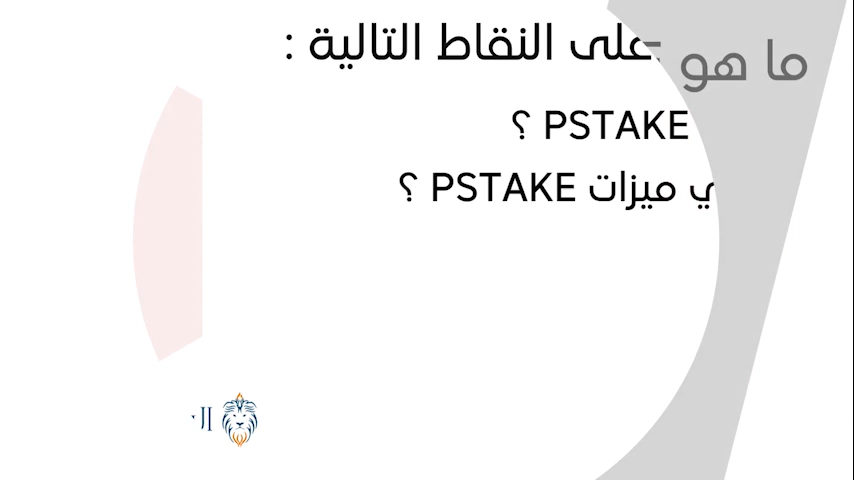 على النقاط التالية :
ما هو
PSTAKE ؟
ميزات PSTAKE ؟